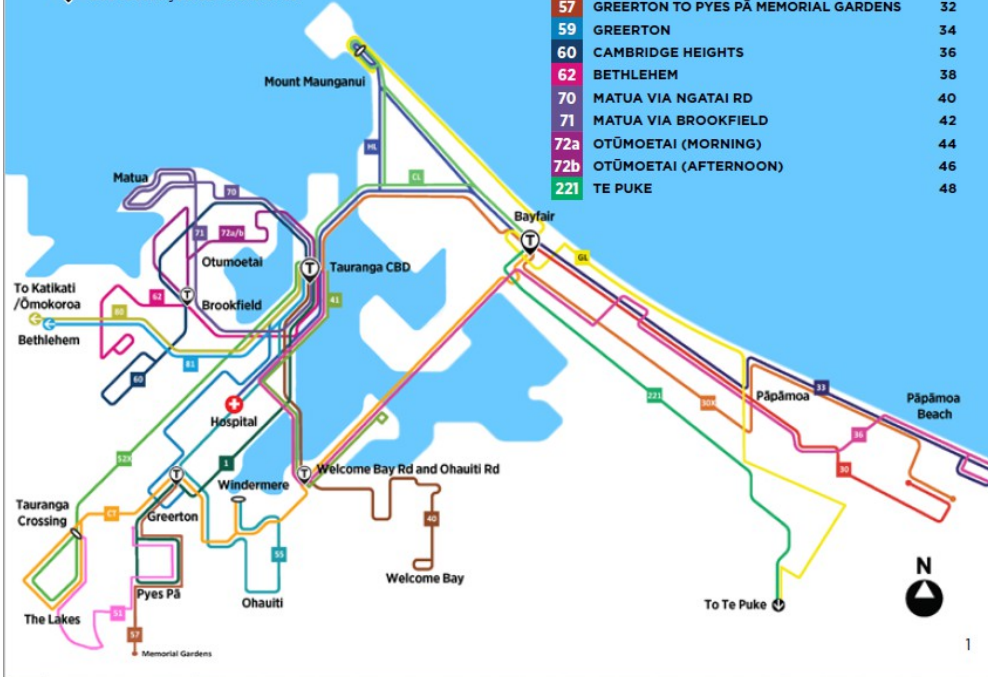 57 GREERTON TO PYES PĀ MEMORIAL GARDENS 32
59 GREERTON 34
60 CAMBRIDGE HEIGHTS 36
62 BETHLEHEM 38
70 MATUA VIA NGATAI RD 40
71 MATUA VIA BROOKFIELD 42
72a OTŪMOETAI (MORNING) 44
72b OTŪMOETAI (AFTERNOON) 46
221 TE PUKE 48
Mount Maunganui
ML
CL
Matua
70
71
72a/b
Otumoetai
Bayfair
T
GL
T
Tauranga CBD
To Katikati
/Ōmokoroa
62
T
Brookfield
41
80
Bethlehem
81
60
Hospital
221
30X
Pāpāmoa
33
Pāpāmoa
Beach
36
30
52X
1
T
Welcome Bay Rd and Ohauiti Rd
T
Windermere
Tauranga
Crossing
CT
Greerton
40
55
Welcome Bay
Pyes Pā
Ohauiti
The Lakes
51
57
Memorial Gardens
To Te Puke
N
1